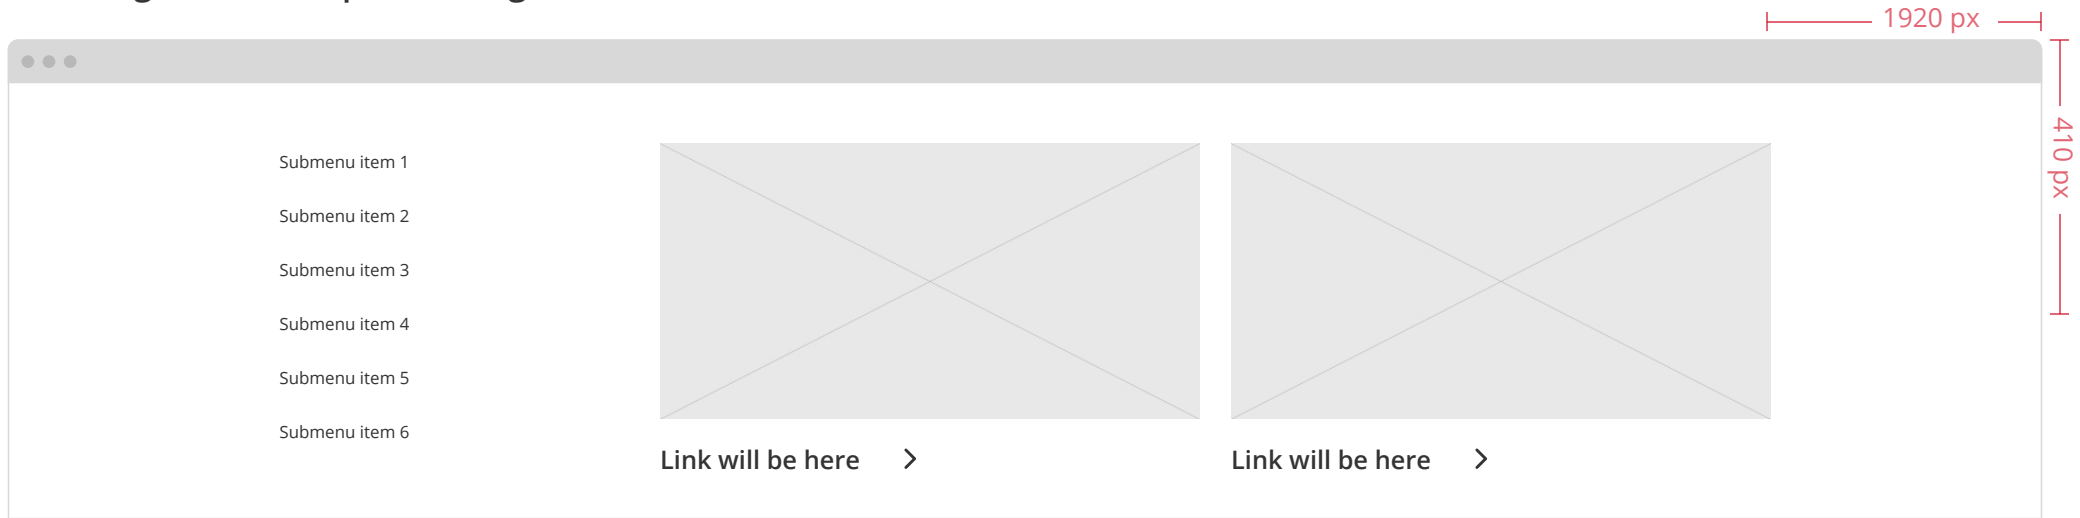 1920 px
410 px
Submenu item 1
Submenu item 2
Submenu item 3
Submenu item 4
Submenu item 5
Submenu item 6
Link will be here
Link will be here